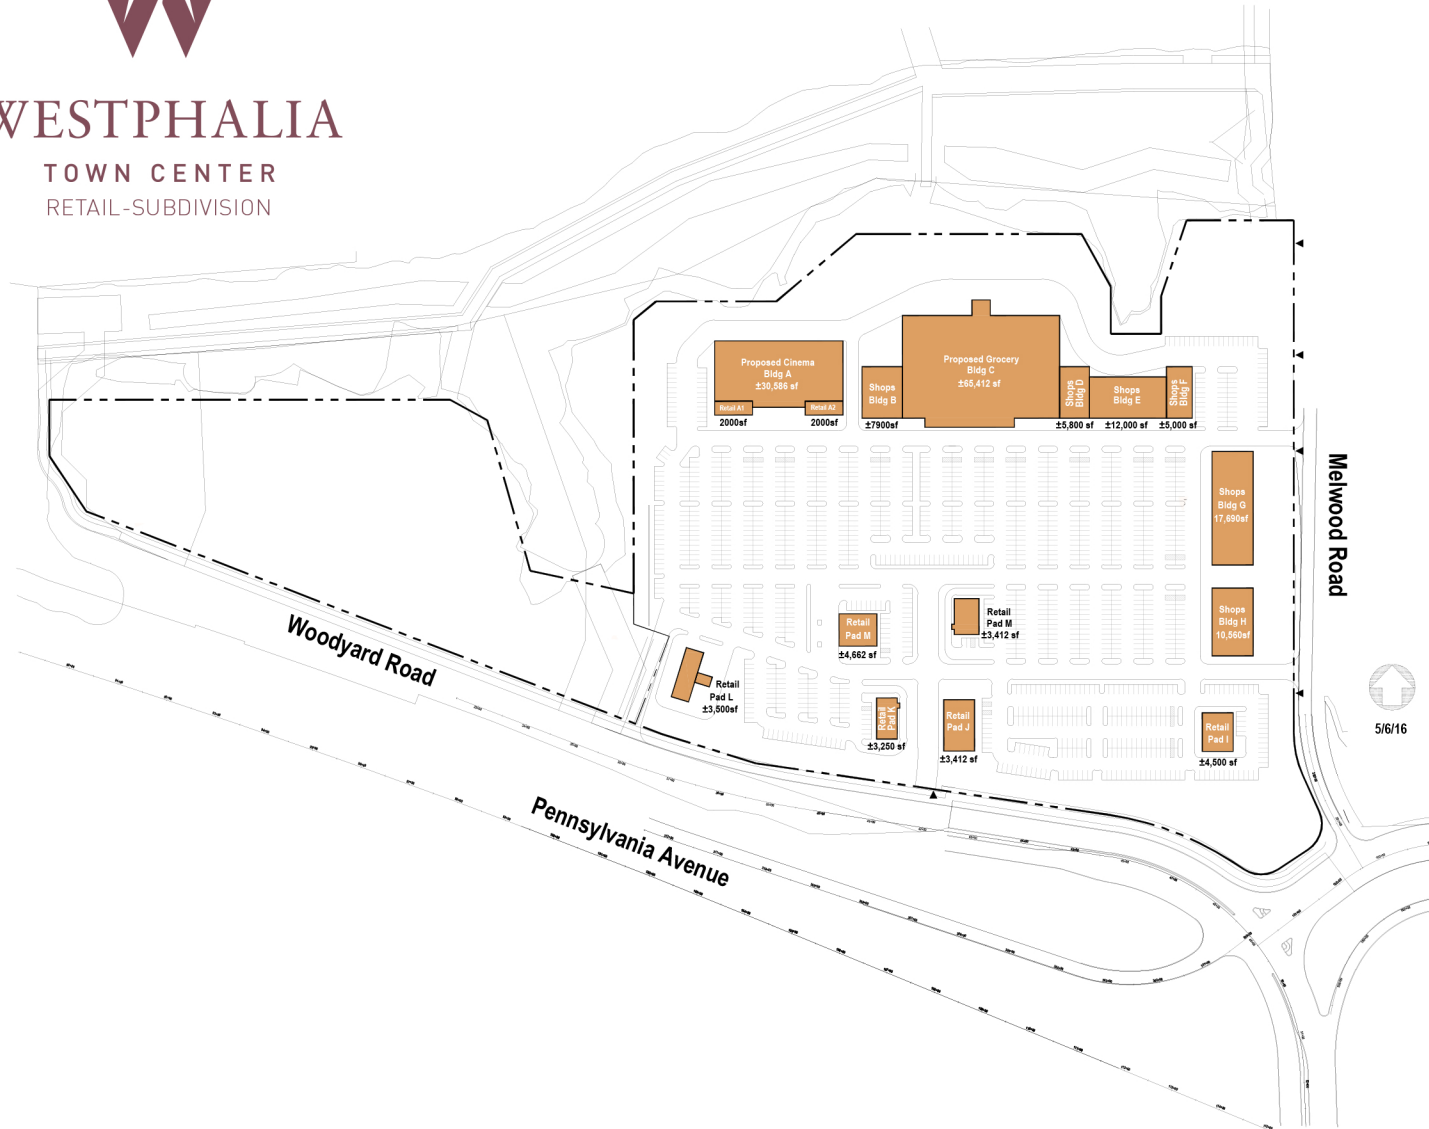 WESTPHALIA
TOWN CENTER
RETAIL-SUBDIVISION
Proposed Cinema
Bldg A
±30,586 sf
Retail A1
Retail A2
2000sf
2000sf
Shops
Bldg B
±7900sf
Proposed Grocery
Bldg C
±65,412 sf
Shops
Bldg D
±5,800 sf
Shops
Bldg E
±12,000 sf
Shops
Bldg F
±5,000 sf
Shops
Bldg G
17,690sf
Shops
Bldg H
10,560sf
Melwood Road
Retail
Pad M
±4,662 sf
Retail
Pad M
±3,412 sf
Retail
Pad L
±3,500sf
Retail
Pad K
±3,250 sf
Retail
Pad J
±3,412 sf
Retail
Pad I
±4,500 sf
5/6/16
Woodyard Road
Pennsylvania Avenue